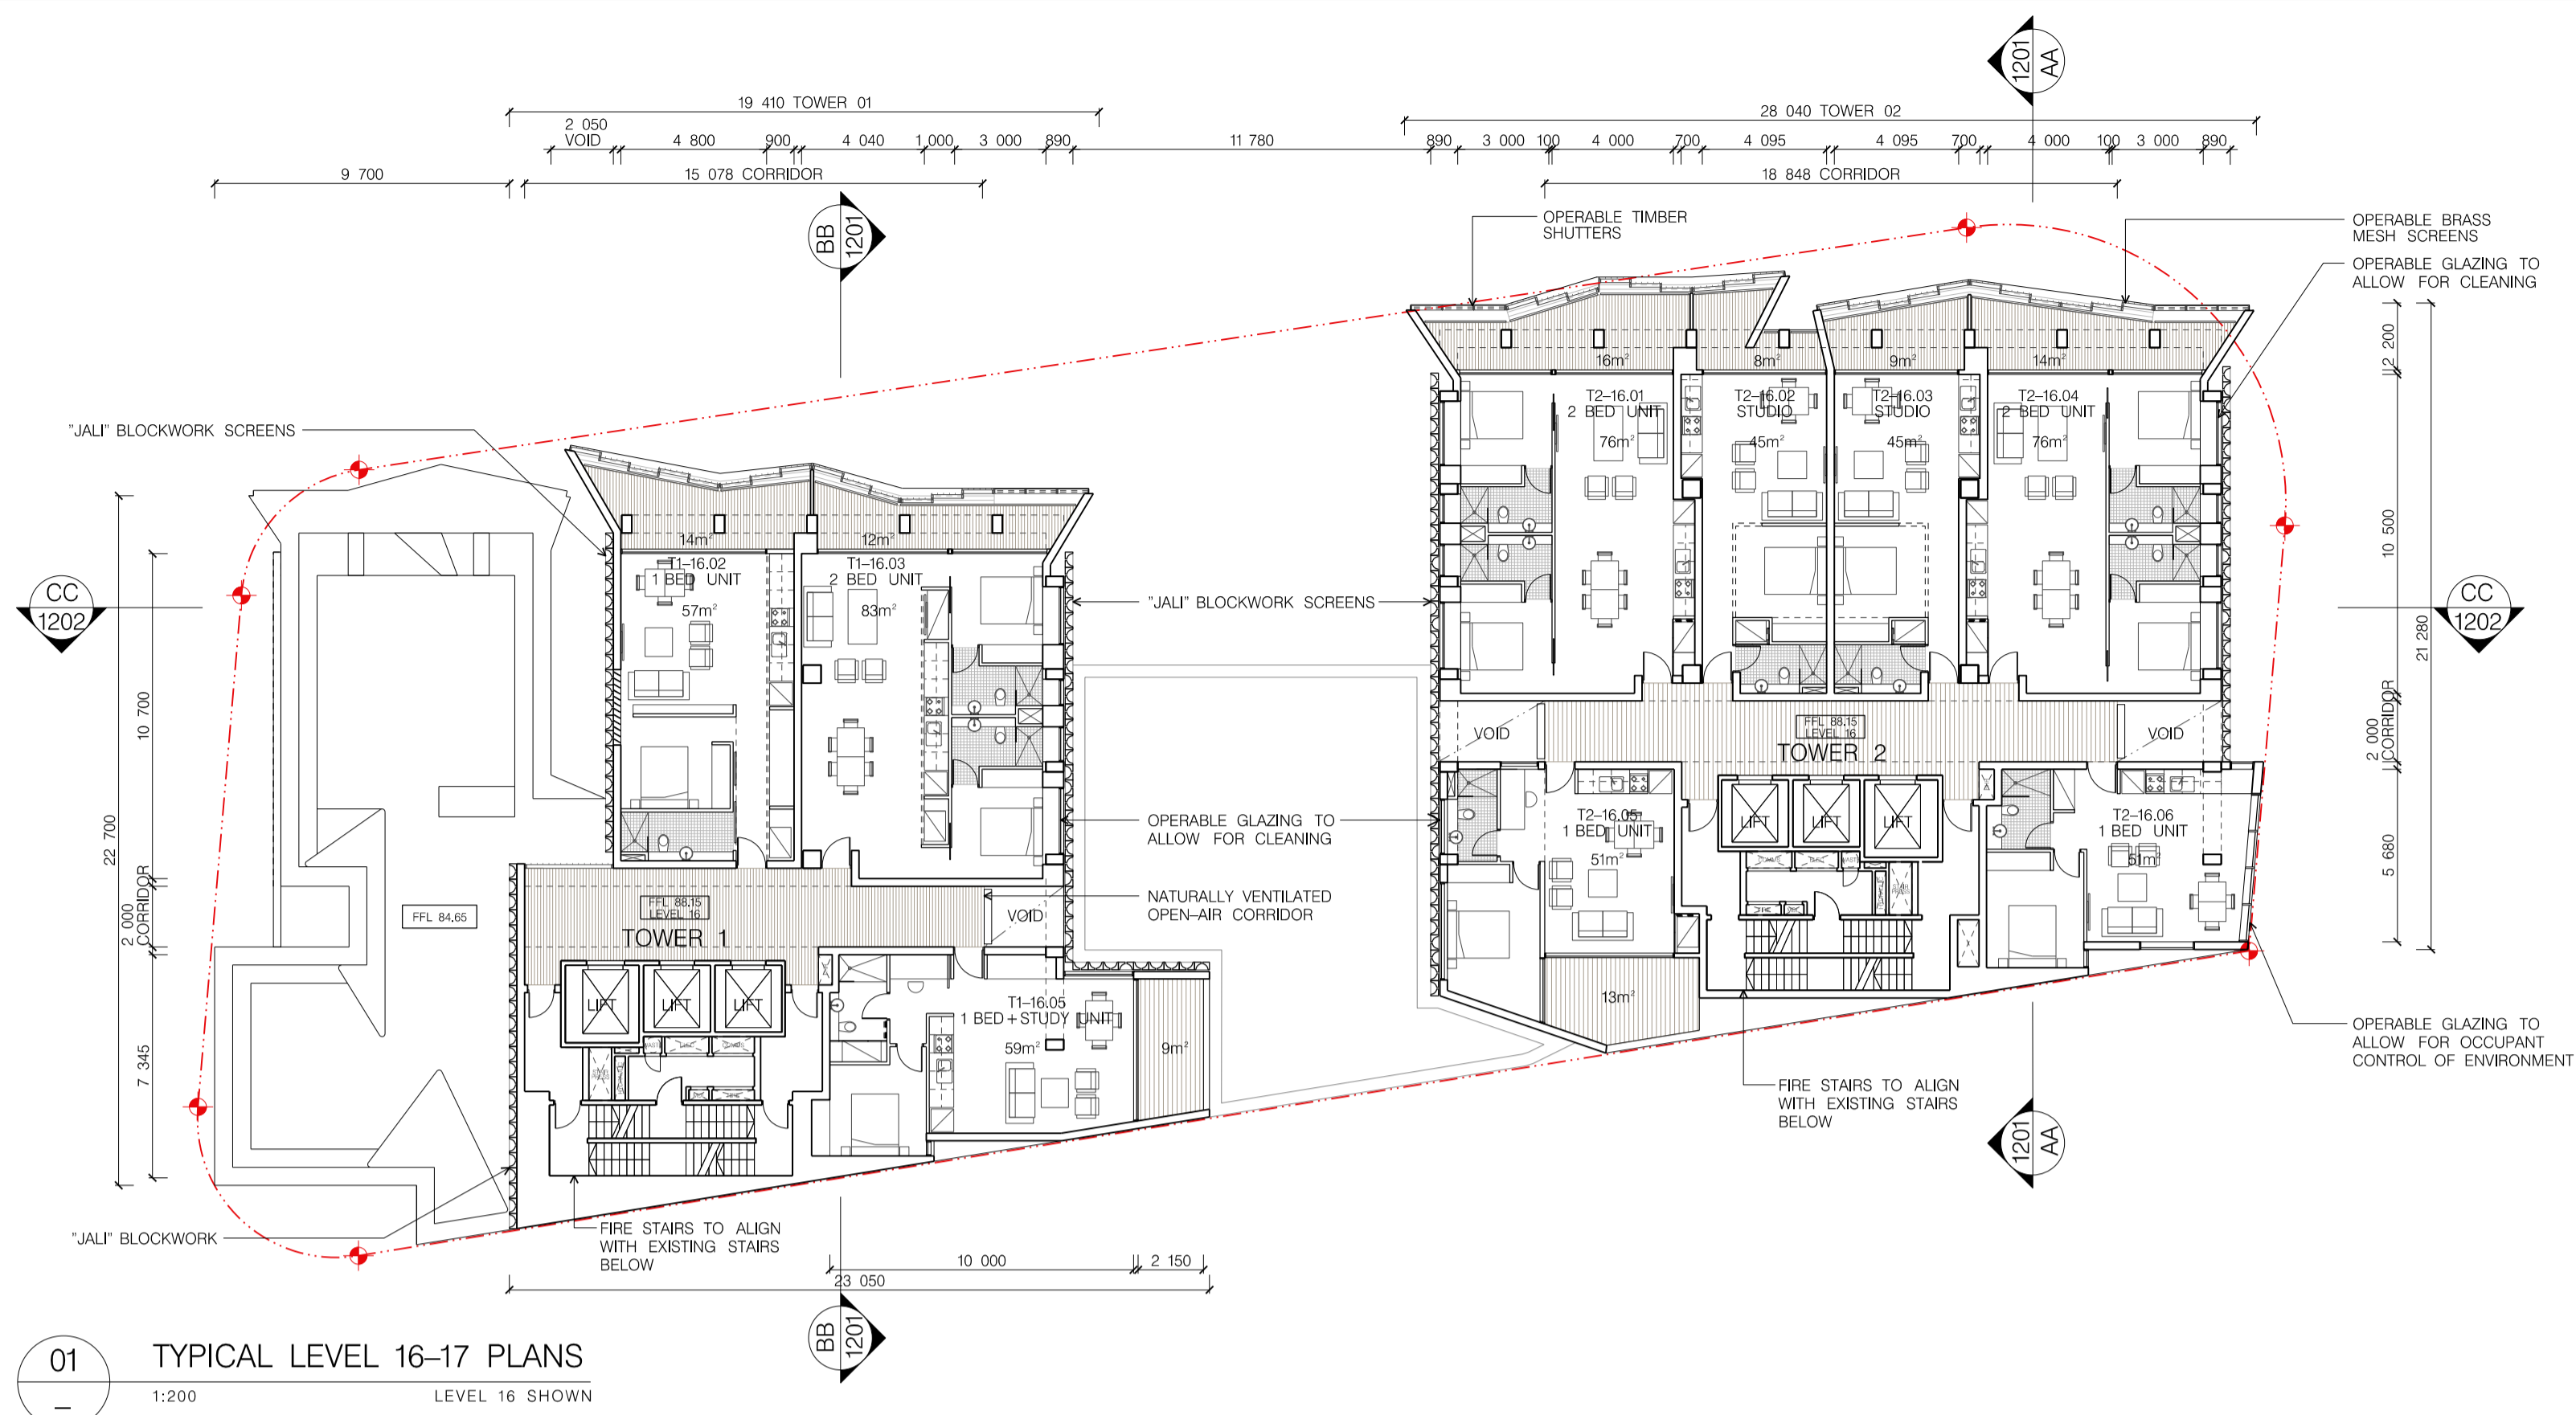 1201
AA
19 410 TOWER 01
28 040 TOWER 02
2 050
VOID
4 800
900
4 040
1 000
3 000
890
11 780
890
3 000
100
4 000
700
4 095
4 095
700
4 000
100
3 000
890
9 700
15 078 CORRIDOR
18 848 CORRIDOR
BB
1201
OPERABLE TIMBER
SHUTTERS
OPERABLE BRASS
MESH SCREENS
OPERABLE GLAZING TO
ALLOW FOR CLEANING
"JALI" BLOCKWORK SCREENS
16m²
8m²
9m²
14m²
T2–16.01
2 BED UNIT
76m²
T2–16.02
STUDIO
45m²
T2–16.03
STUDIO
45m²
T2–16.04
2 BED UNIT
76m²
2 200
10 500
21 280
2 000
CORRIDOR
5 680
14m²
12m²
T1–16.02
1 BED UNIT
57m²
T1–16.03
2 BED UNIT
83m²
CC
1202
"JALI" BLOCKWORK SCREENS
CC
1202
10 700
22 700
2 000
CORRIDOR
7 345
VOID
FFL 88.15
LEVEL 16
TOWER 2
VOID
OPERABLE GLAZING TO
ALLOW FOR CLEANING
T2–16.05
1 BED UNIT
51m²
LIFT
LIFT
LIFT
T2–16.06
1 BED UNIT
51m²
NATURALLY VENTILATED
OPEN–AIR CORRIDOR
FFL 84.65
FFL 88.15
LEVEL 16
TOWER 1
VOID
LIFT
LIFT
LIFT
T1–16.05
1 BED+STUDY UNIT
59m²
9m²
13m²
OPERABLE GLAZING TO
ALLOW FOR OCCUPANT
CONTROL OF ENVIRONMENT
FIRE STAIRS TO ALIGN
WITH EXISTING STAIRS
BELOW
1201
AA
"JALI" BLOCKWORK
FIRE STAIRS TO ALIGN
WITH EXISTING STAIRS
BELOW
10 000
2 150
23 050
BB
1201
01
–
TYPICAL LEVEL 16–17 PLANS
1:200
LEVEL 16 SHOWN